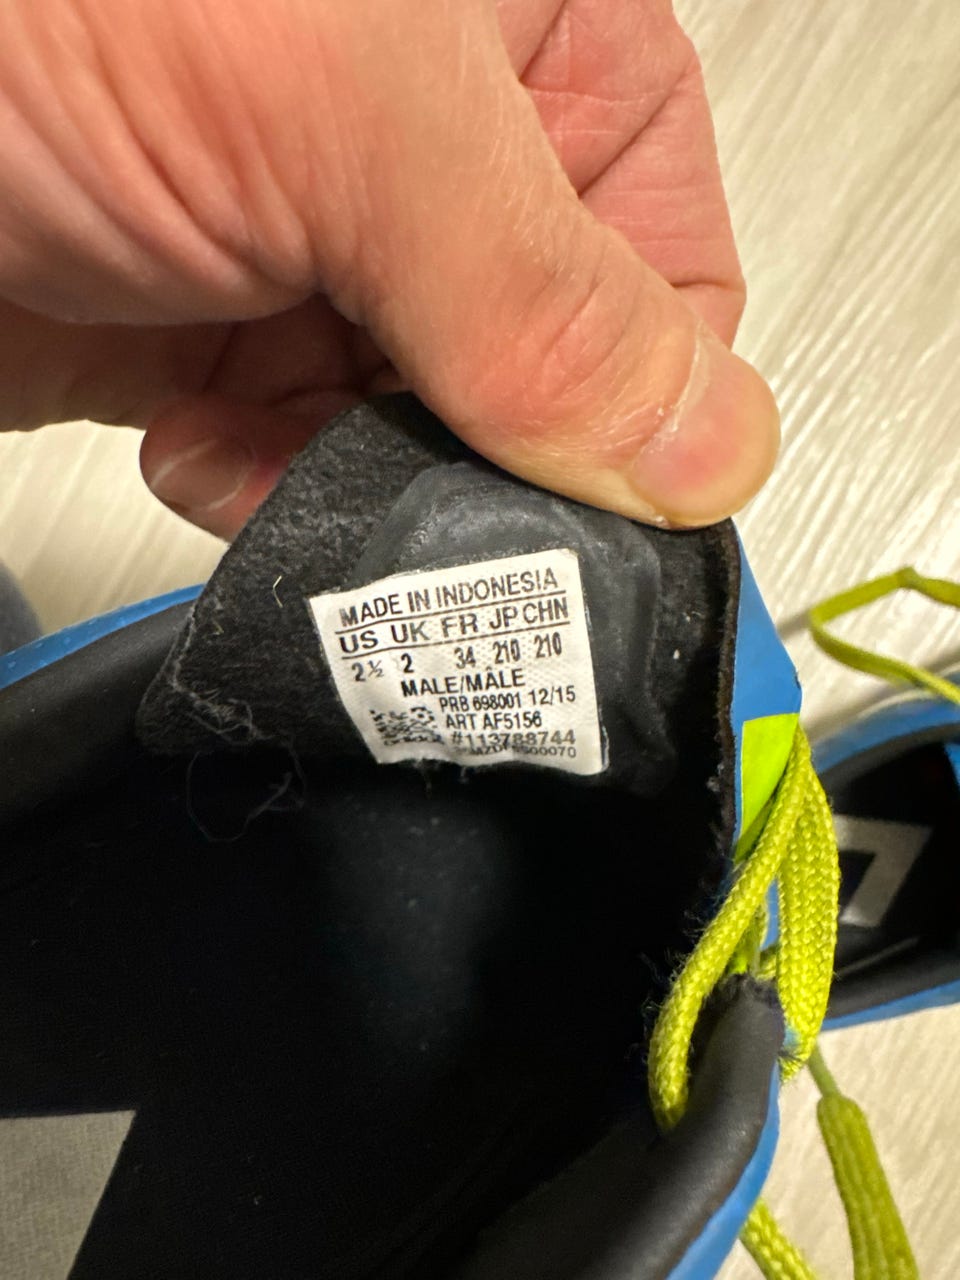 MADE IN INDONESIA
US UK FR JP CHN
2½ 2 34 210 210
MALE/MÂLE
PRB 698001 12/15
ART AF5156
#113788744